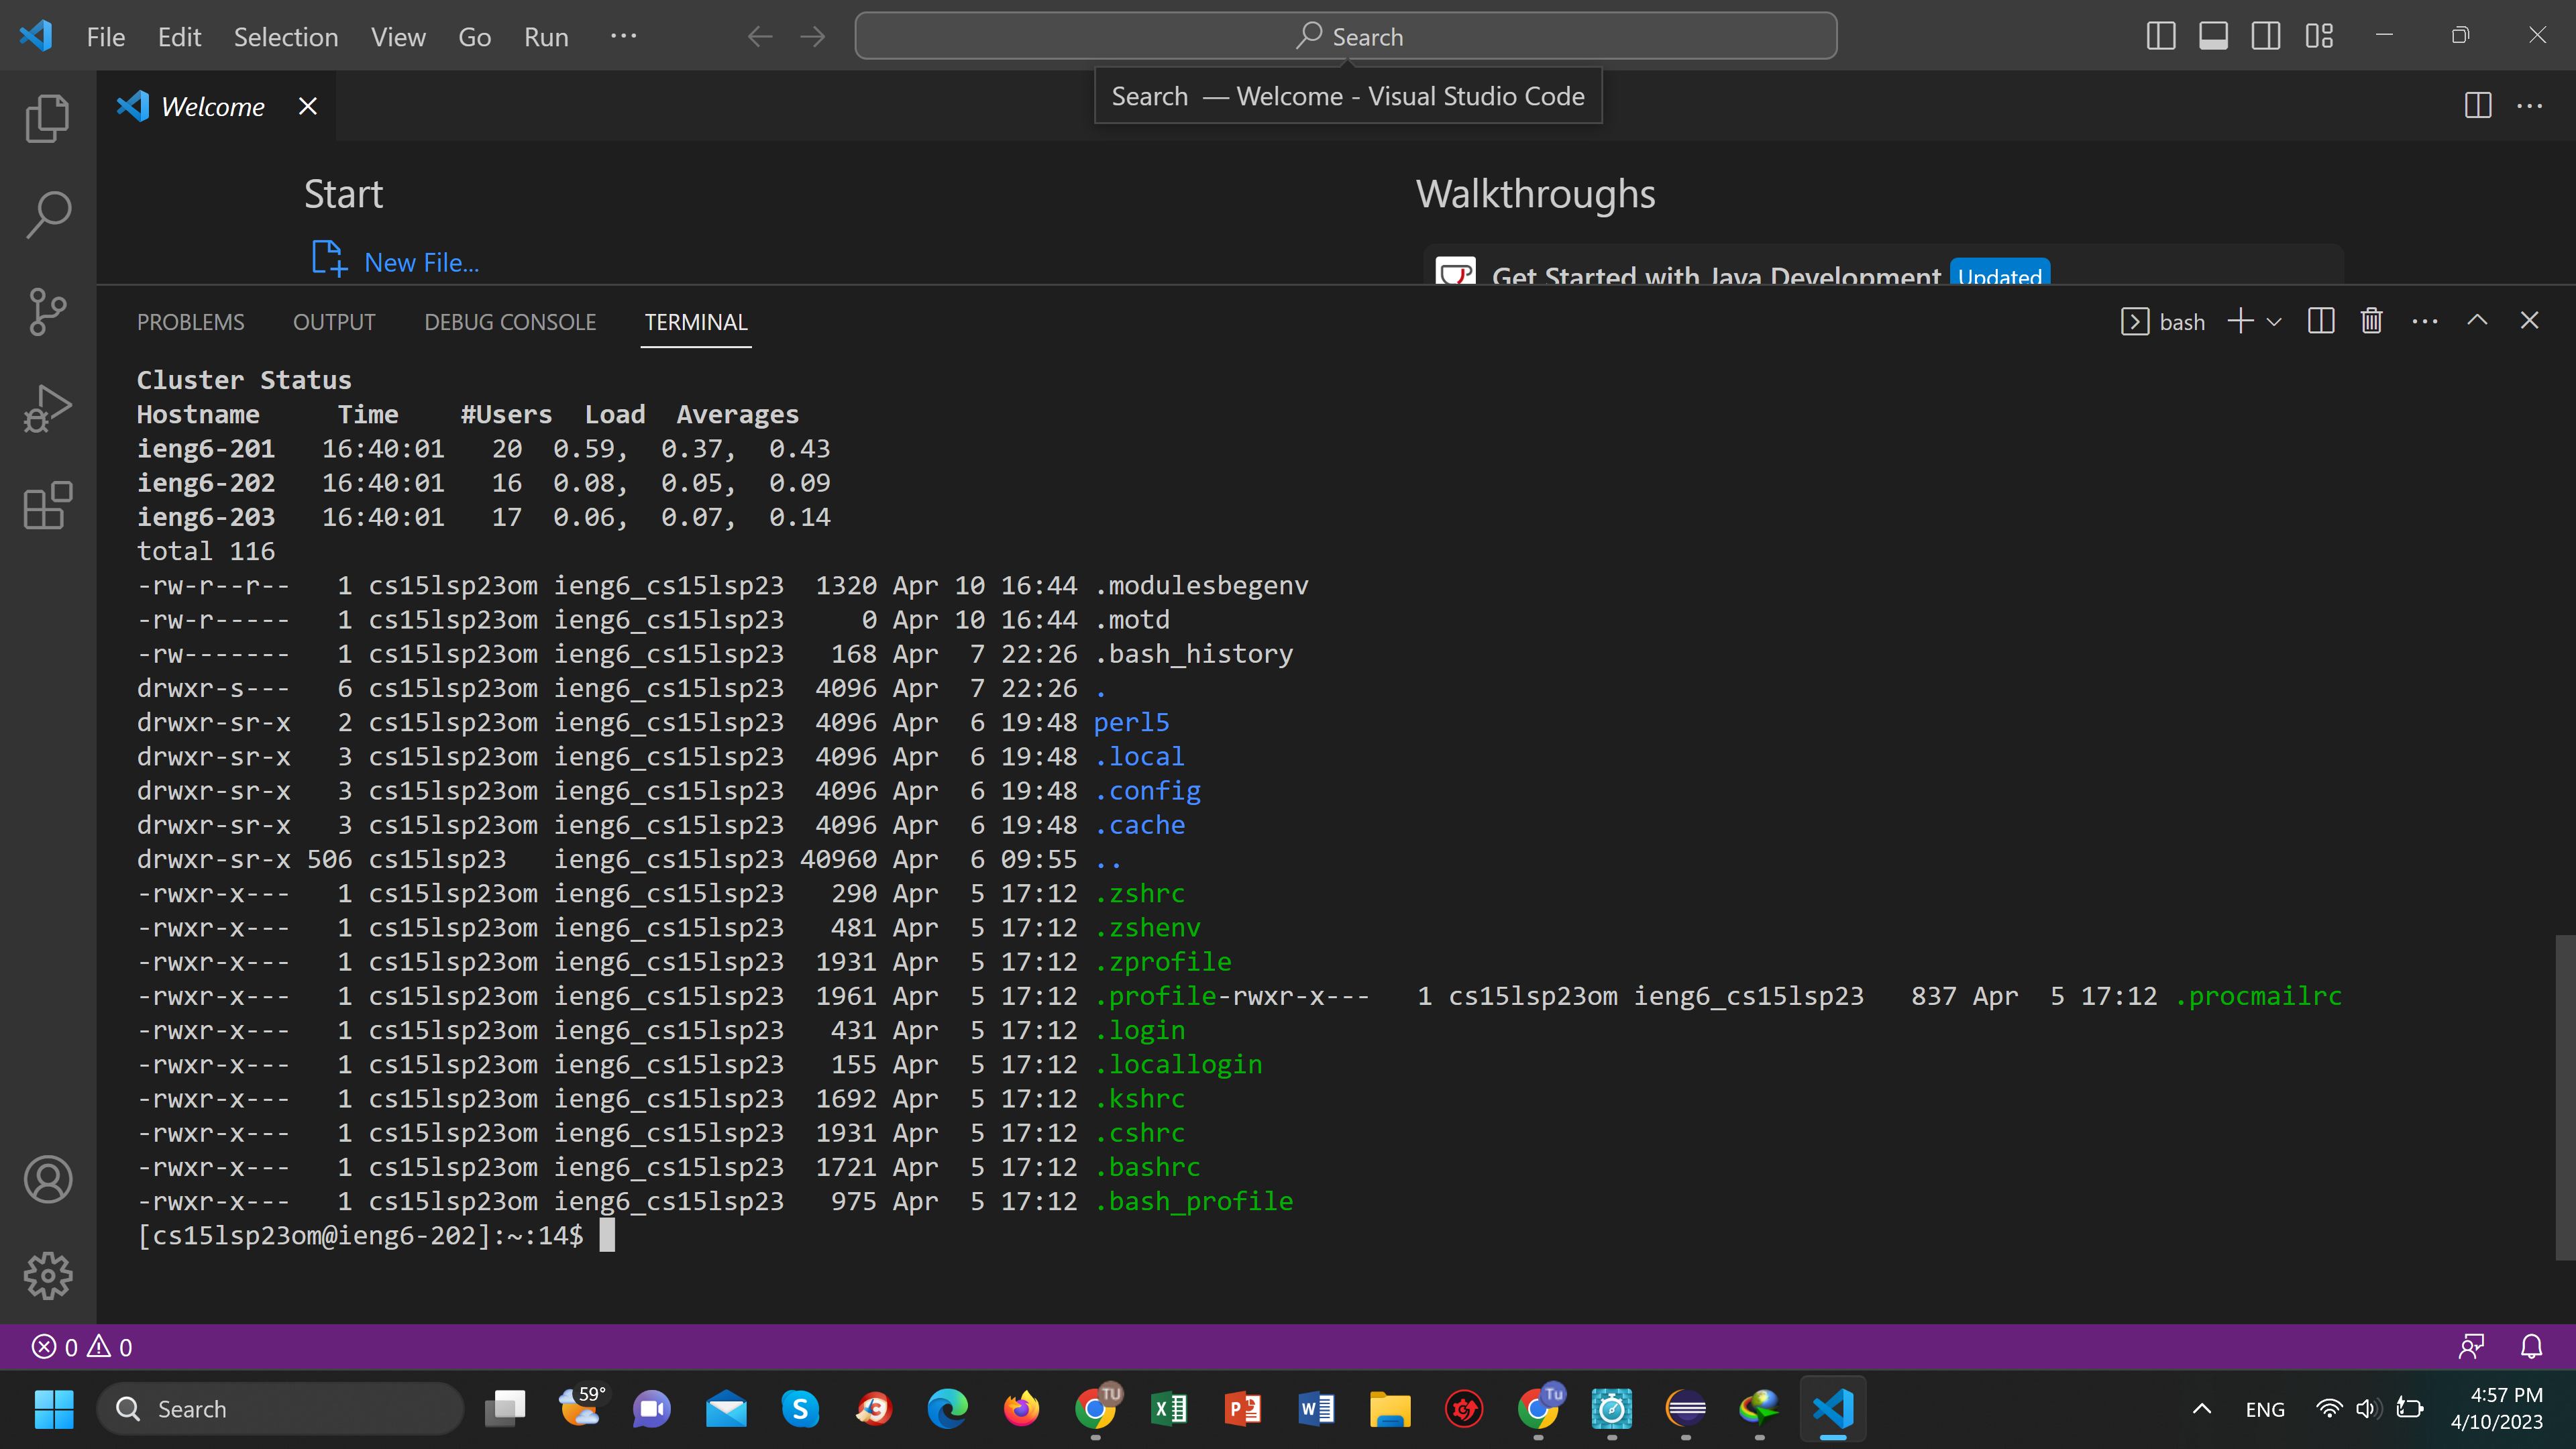 File Edit Selection View Go Run ···
Search
Search — Welcome - Visual Studio Code
Welcome
Start
Walkthroughs
New File...
Get Started with Java Development Updated
PROBLEMS OUTPUT DEBUG CONSOLE TERMINAL
bash
Cluster Status
Hostname     Time    #Users  Load  Averages
ieng6-201   16:40:01   20  0.59,  0.37,  0.43
ieng6-202   16:40:01   16  0.08,  0.05,  0.09
ieng6-203   16:40:01   17  0.06,  0.07,  0.14
total 116
-rw-r--r--   1 cs15lsp23om ieng6_cs15lsp23  1320 Apr 10 16:44 .modulesbegenv
-rw-r-----   1 cs15lsp23om ieng6_cs15lsp23     0 Apr 10 16:44 .motd
-rw-------   1 cs15lsp23om ieng6_cs15lsp23   168 Apr  7 22:26 .bash_history
drwxr-s---   6 cs15lsp23om ieng6_cs15lsp23  4096 Apr  7 22:26 .
drwxr-sr-x   2 cs15lsp23om ieng6_cs15lsp23  4096 Apr  6 19:48 perl5
drwxr-sr-x   3 cs15lsp23om ieng6_cs15lsp23  4096 Apr  6 19:48 .local
drwxr-sr-x   3 cs15lsp23om ieng6_cs15lsp23  4096 Apr  6 19:48 .config
drwxr-sr-x   3 cs15lsp23om ieng6_cs15lsp23  4096 Apr  6 19:48 .cache
drwxr-sr-x 506 cs15lsp23   ieng6_cs15lsp23 40960 Apr  6 09:55 ..
-rwxr-x---   1 cs15lsp23om ieng6_cs15lsp23   290 Apr  5 17:12 .zshrc
-rwxr-x---   1 cs15lsp23om ieng6_cs15lsp23   481 Apr  5 17:12 .zshenv
-rwxr-x---   1 cs15lsp23om ieng6_cs15lsp23  1931 Apr  5 17:12 .zprofile
-rwxr-x---   1 cs15lsp23om ieng6_cs15lsp23  1961 Apr  5 17:12 .profile-rwxr-x---   1 cs15lsp23om ieng6_cs15lsp23   837 Apr  5 17:12 .procmailrc
-rwxr-x---   1 cs15lsp23om ieng6_cs15lsp23   431 Apr  5 17:12 .login
-rwxr-x---   1 cs15lsp23om ieng6_cs15lsp23   155 Apr  5 17:12 .locallogin
-rwxr-x---   1 cs15lsp23om ieng6_cs15lsp23  1692 Apr  5 17:12 .kshrc
-rwxr-x---   1 cs15lsp23om ieng6_cs15lsp23  1931 Apr  5 17:12 .cshrc
-rwxr-x---   1 cs15lsp23om ieng6_cs15lsp23  1721 Apr  5 17:12 .bashrc
-rwxr-x---   1 cs15lsp23om ieng6_cs15lsp23   975 Apr  5 17:12 .bash_profile
[cs15lsp23om@ieng6-202]:~:14$
0 0
Search
59°
TU
Tu
ENG
4:57 PM
4/10/2023